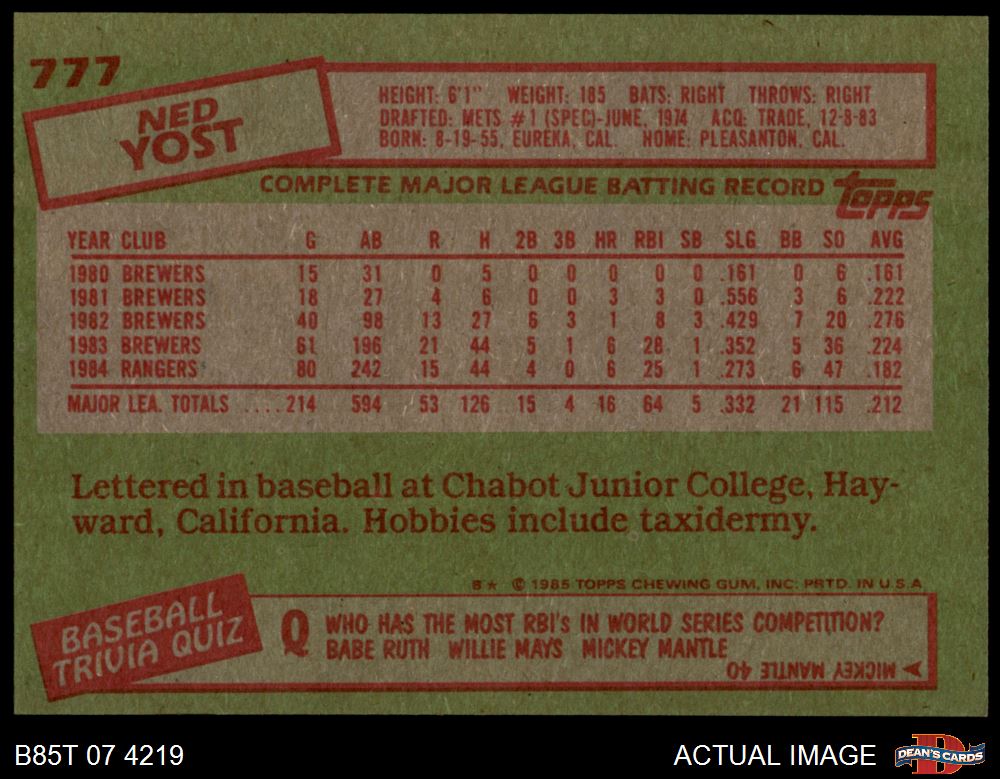 777
NED
YOST
HEIGHT: 6'1" WEIGHT: 185 BATS: RIGHT THROWS: RIGHT
DRAFTED: METS #1 (SPEC)-JUNE, 1974 ACQ: TRADE, 12-8-83
BORN: 8-19-55, EUREKA, CAL. HOME: PLEASANTON, CAL.
COMPLETE MAJOR LEAGUE BATTING RECORD
Topps
YEAR CLUB G AB R H 2B 3B HR RBI SB SLG BB SO AVG
1980 BREWERS 15 31 0 5 0 0 0 0 0 .161 0 6 .161
1981 BREWERS 18 27 4 6 0 0 3 3 0 .556 3 6 .222
1982 BREWERS 40 98 13 27 6 3 1 8 3 .429 7 20 .276
1983 BREWERS 61 196 21 44 5 1 6 28 1 .352 5 36 .224
1984 RANGERS 80 242 15 44 4 0 6 25 1 .273 6 47 .182
MAJOR LEA. TOTALS ....214 594 53 126 15 4 16 64 5 .332 21 115 .212
Lettered in baseball at Chabot Junior College, Hay-
ward, California. Hobbies include taxidermy.
B★ © 1985 TOPPS CHEWING GUM, INC. PRTD. IN U.S.A.
BASEBALL
TRIVIA QUIZ
Q WHO HAS THE MOST RBI's IN WORLD SERIES COMPETITION?
BABE RUTH WILLIE MAYS MICKEY MANTLE
MICKEY MANTLE 40
B85T 07 4219
ACTUAL IMAGE
DEAN'S CARDS